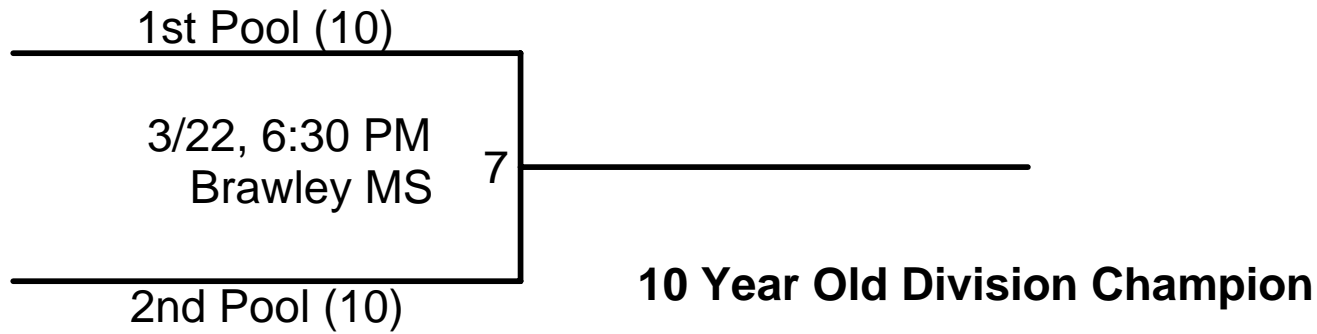 1st Pool (10)
3/22, 6:30 PM
Brawley MS
7
10 Year Old Division Champion
2nd Pool (10)